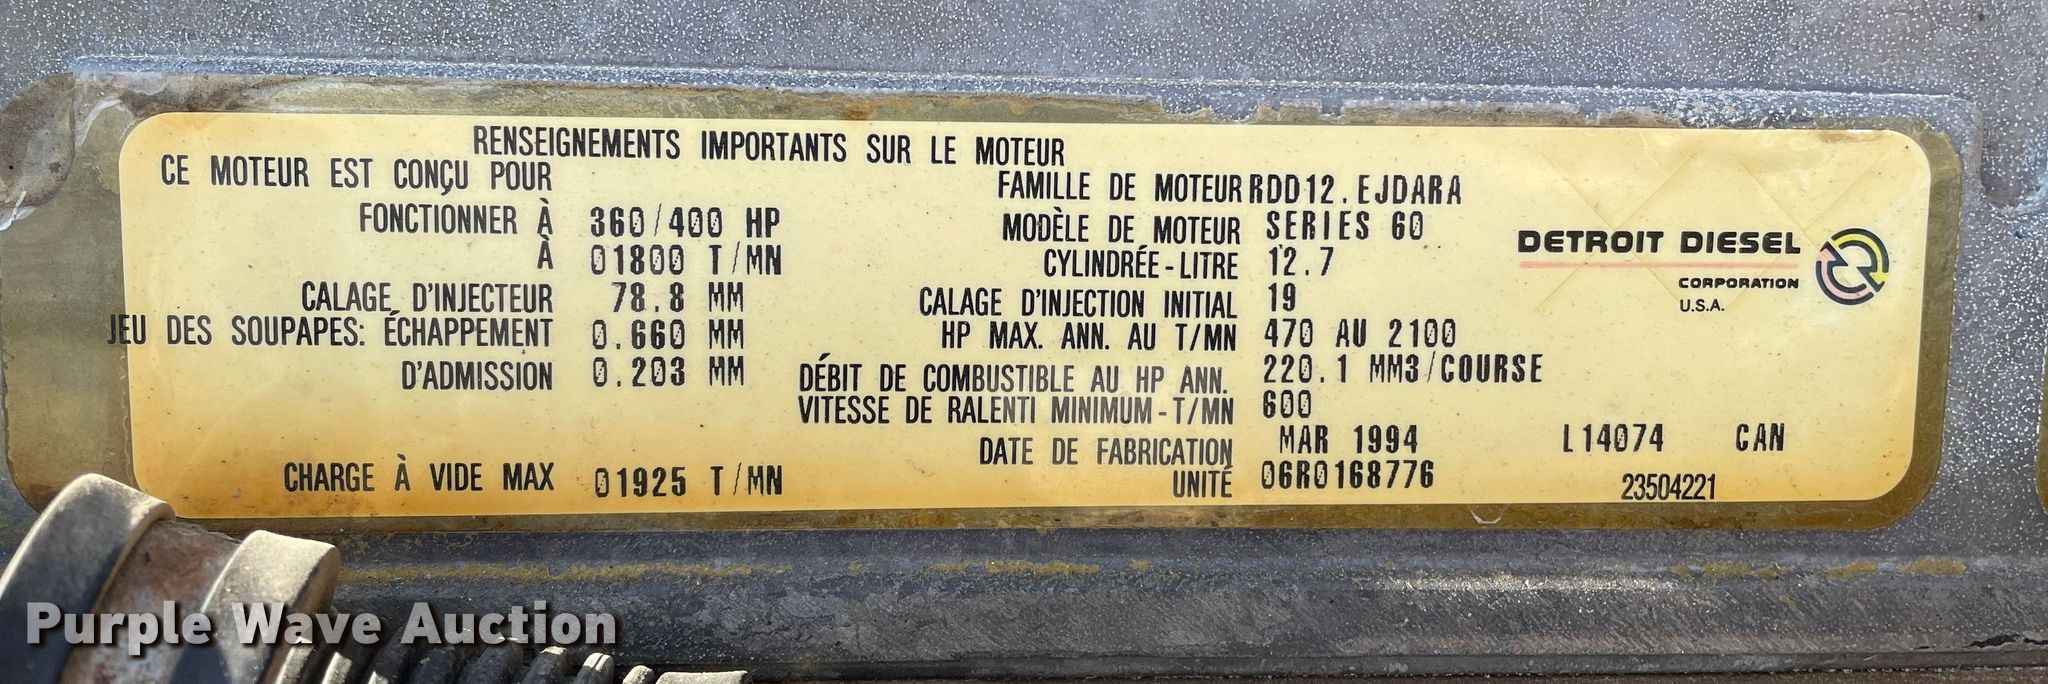 RENSEIGNEMENTS IMPORTANTS SUR LE MOTEUR
CE MOTEUR EST CONÇU POUR
FONCTIONNER À 360/400 HP
À 01800 T/MN
CALAGE D'INJECTEUR 78.8 MM
JEU DES SOUPAPES: ÉCHAPPEMENT 0.660 MM
D'ADMISSION 0.203 MM
CHARGE À VIDE MAX 01925 T/MN
FAMILLE DE MOTEUR RDD12.EJDARA
MODÈLE DE MOTEUR SERIES 60
CYLINDRÉE-LITRE 12.7
CALAGE D'INJECTION INITIAL 19
HP MAX. ANN. AU T/MN 470 AU 2100
DÉBIT DE COMBUSTIBLE AU HP ANN. 220.1 MM3/COURSE
VITESSE DE RALENTI MINIMUM-T/MN 600
DATE DE FABRICATION MAR 1994 L14074 CAN
UNITÉ 06R0168776
23504221
DETROIT DIESEL
CORPORATION
U.S.A.
Purple Wave Auction